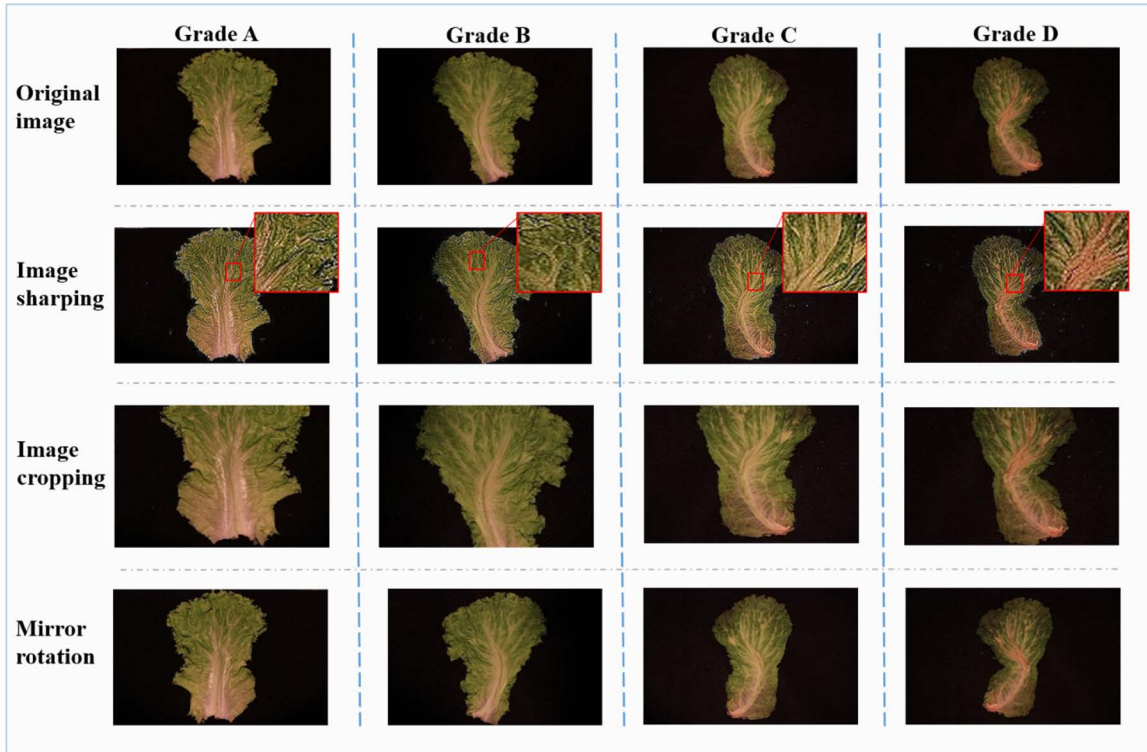 Grade A
Grade B
Grade C
Grade D
Original
image
Image
sharping
Image
cropping
Mirror
rotation